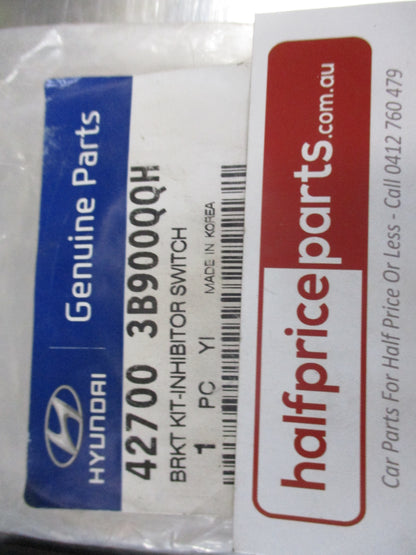 HYUNDAI | Genuine Parts
42700 3B900QQH
BRKT KIT-INHIBITOR SWITCH
1 PC YI MADE IN KOREA
halfpriceparts.com.au
Car Parts For Half Price Or Less - Call 0412 760 479